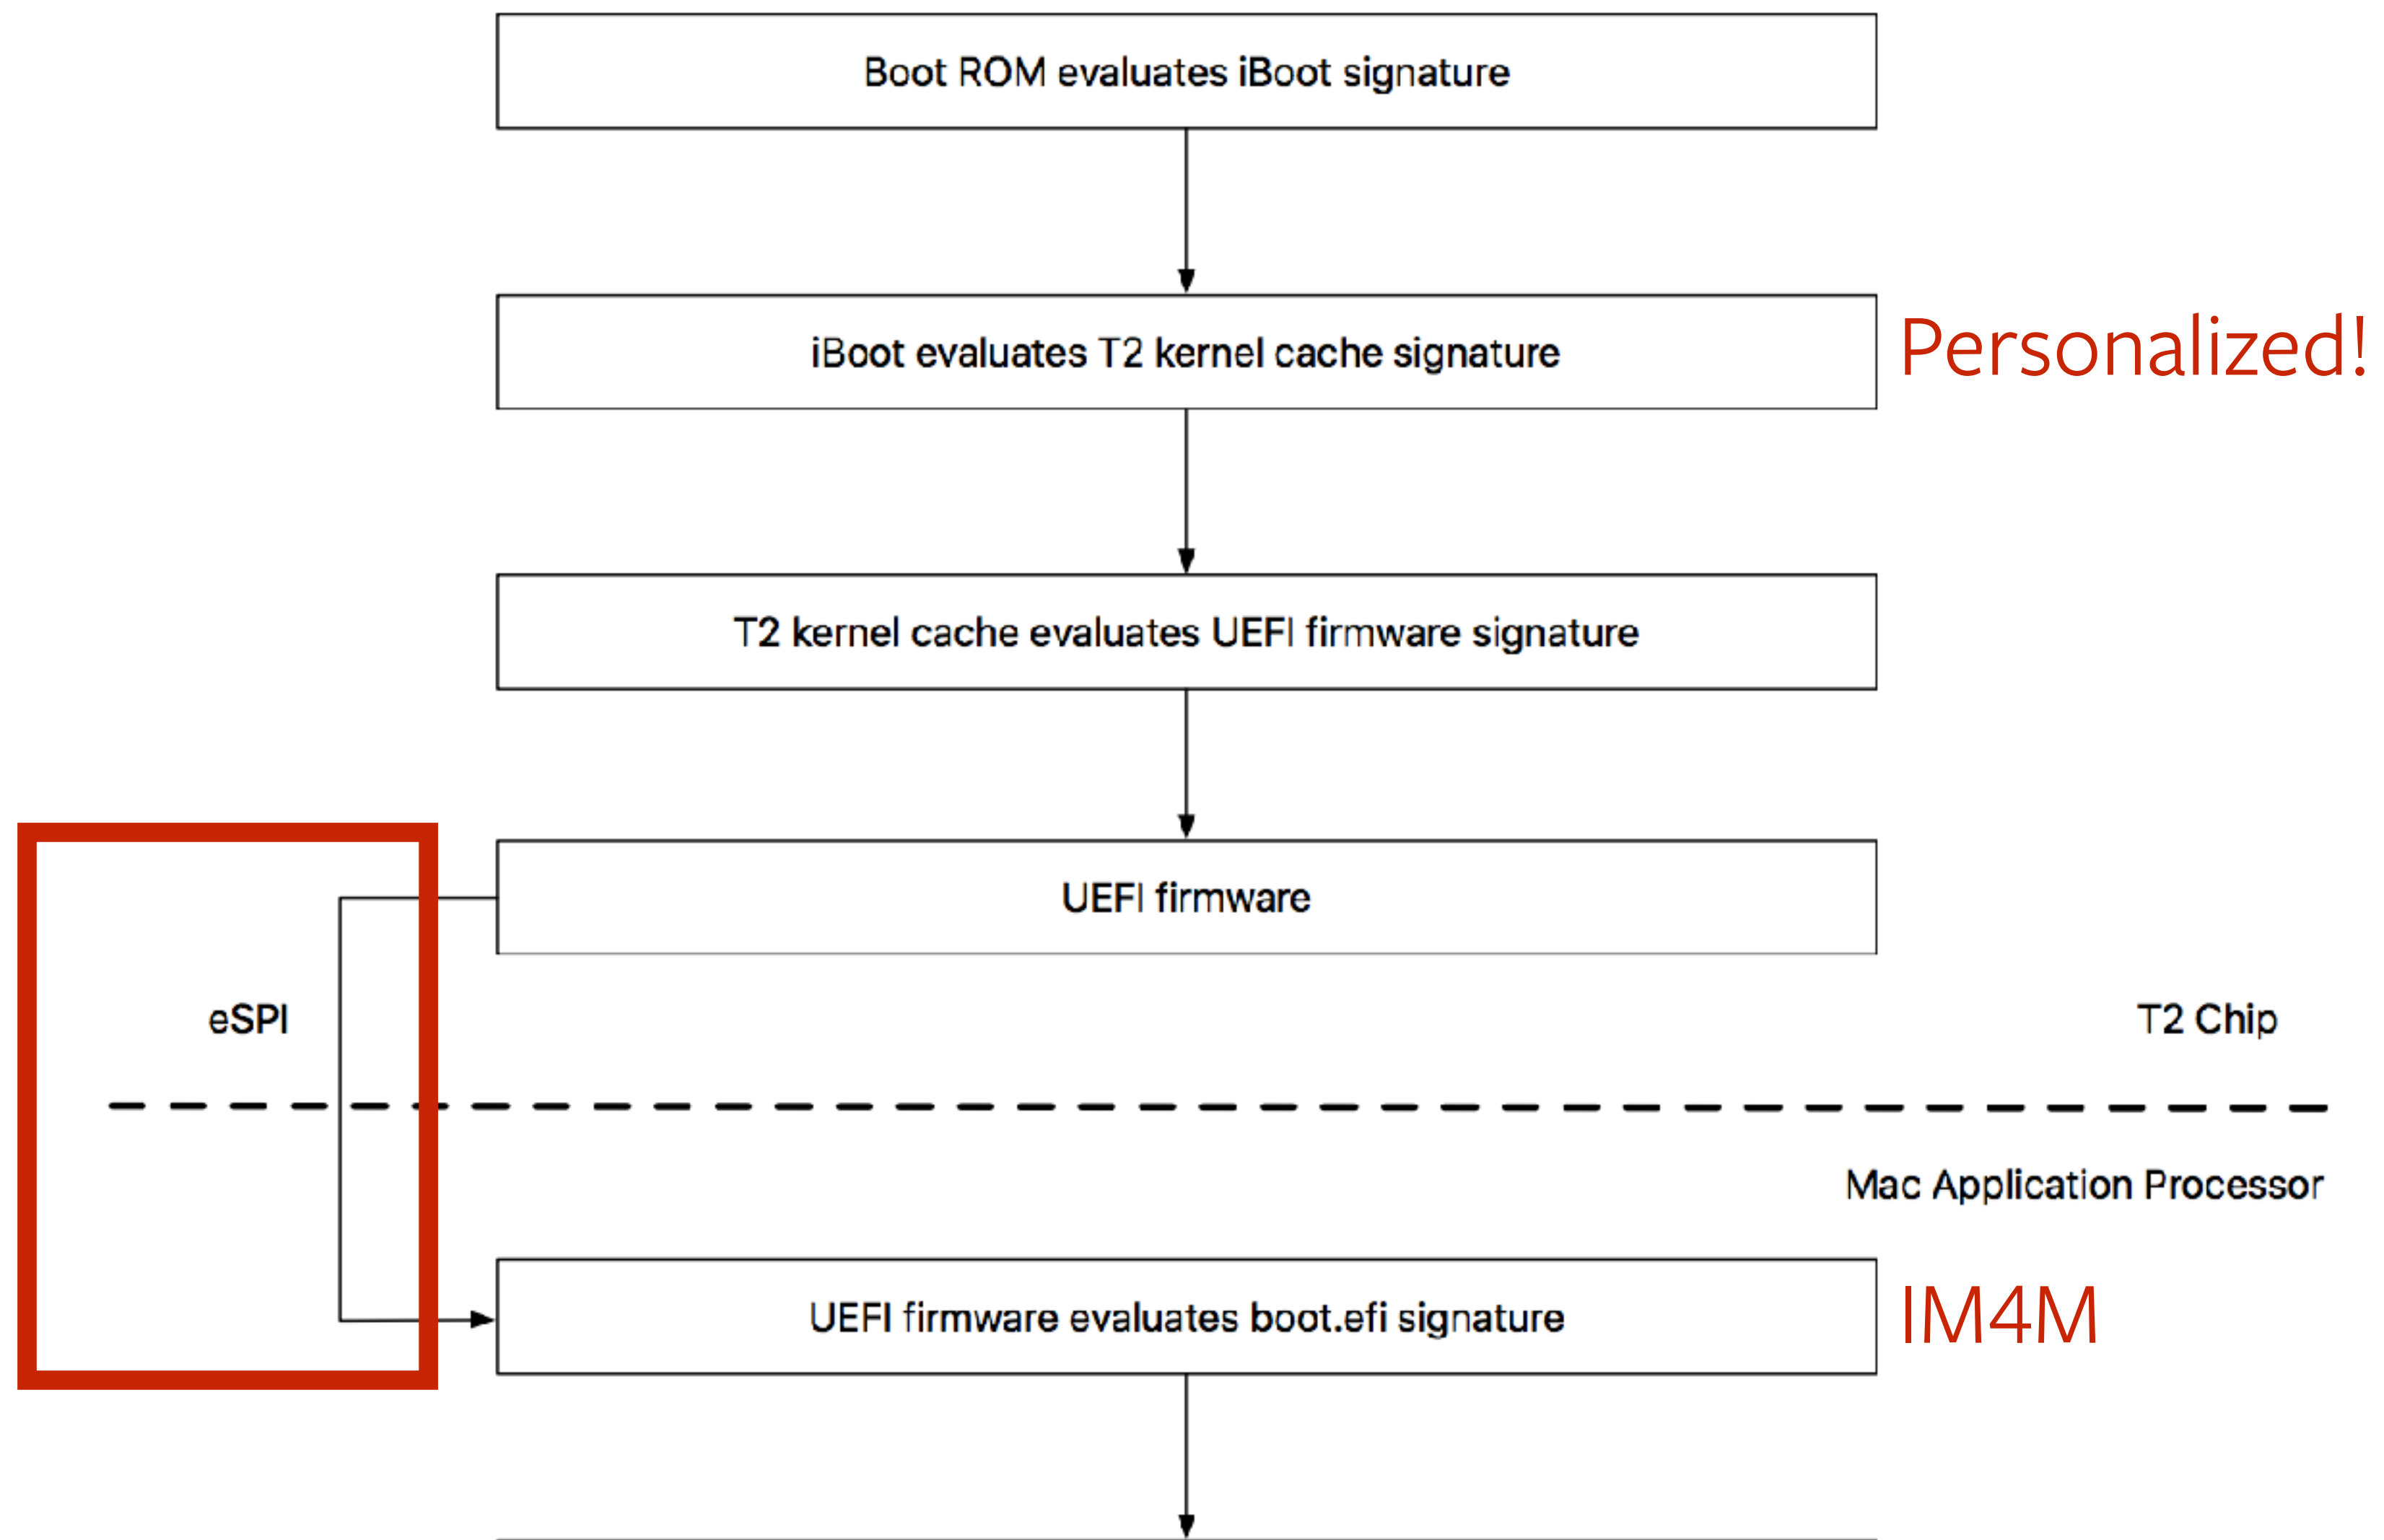 Boot ROM evaluates iBoot signature
iBoot evaluates T2 kernel cache signature
Personalized!
T2 kernel cache evaluates UEFI firmware signature
UEFI firmware
eSPI
T2 Chip
Mac Application Processor
UEFI firmware evaluates boot.efi signature
IM4M